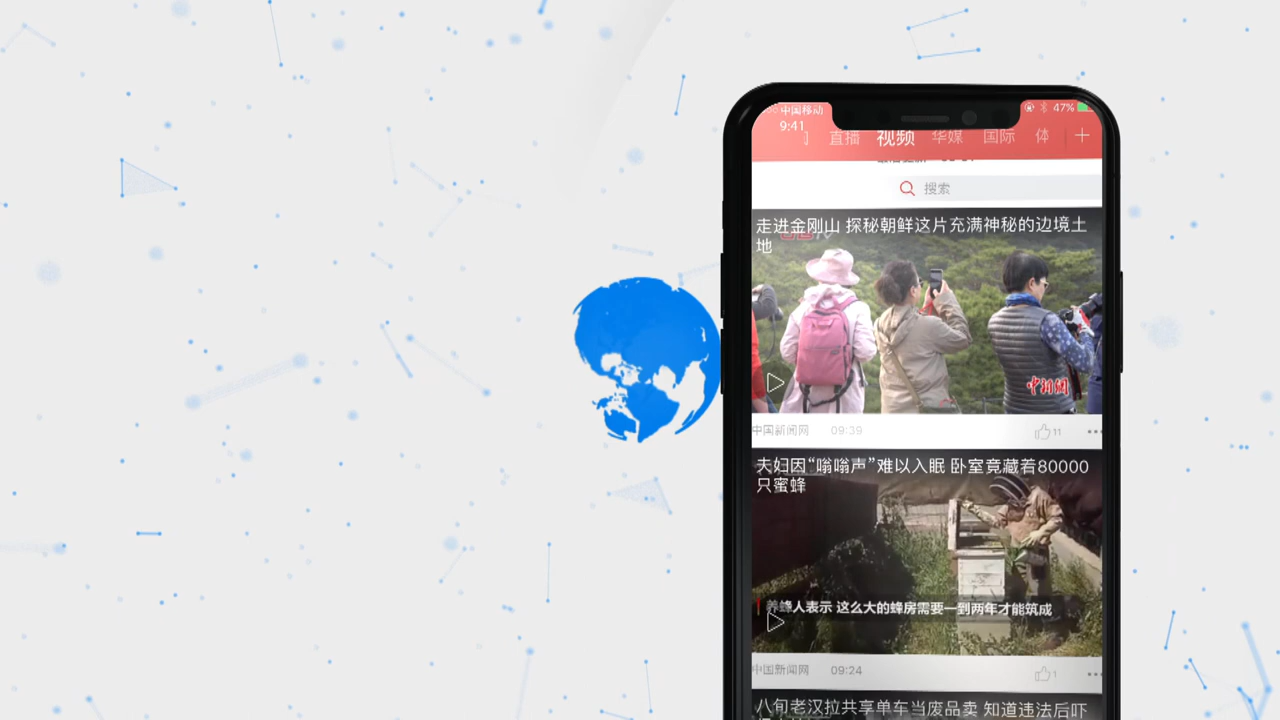 中国移动
47%
9:41
直播 视频 华媒 国际 体 +
搜索
走进金刚山 探秘朝鲜这片充满神秘的边境土
地
中新网
中国新闻网 09:39 11
夫妇因“嗡嗡声”难以入眠 卧室竟藏着80000
只蜜蜂
养蜂人表示 这么大的蜂房需要一到两年才能筑成
中国新闻网 09:24 1
八旬老汉拉共享单车当废品卖 知道违法后吓